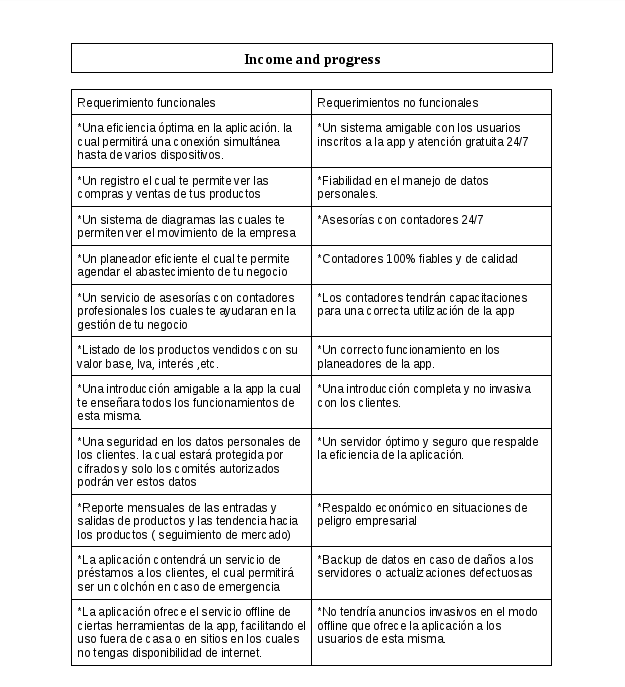 Income and progress
Requerimiento funcionales
Requerimientos no funcionales
*Una eficiencia óptima en la aplicación. la
cual permitirá una conexión simultánea
hasta de varios dispositivos.
*Un sistema amigable con los usuarios
inscritos a la app y atención gratuita 24/7
*Un registro el cual te permite ver las
compras y ventas de tus productos
*Fiabilidad en el manejo de datos
personales.
*Un sistema de diagramas las cuales te
permiten ver el movimiento de la empresa
*Asesorías con contadores 24/7
*Un planeador eficiente el cual te permite
agendar el abastecimiento de tu negocio
*Contadores 100% fiables y de calidad
*Un servicio de asesorías con contadores
profesionales los cuales te ayudaran en la
gestión de tu negocio
*Los contadores tendrán capacitaciones
para una correcta utilización de la app
*Listado de los productos vendidos con su
valor base, Iva, interés ,etc.
*Un correcto funcionamiento en los
planeadores de la app.
*Una introducción amigable a la app la cual
te enseñara todos los funcionamientos de
esta misma.
*Una introducción completa y no invasiva
con los clientes.
*Una seguridad en los datos personales de
los clientes. la cual estará protegida por
cifrados y solo los comités autorizados
podrán ver estos datos
*Un servidor óptimo y seguro que respalde
la eficiencia de la aplicación.
*Reporte mensuales de las entradas y
salidas de productos y las tendencia hacia
los productos ( seguimiento de mercado)
*Respaldo económico en situaciones de
peligro empresarial
*La aplicación contendrá un servicio de
préstamos a los clientes, el cual permitirá
ser un colchón en caso de emergencia
*Backup de datos en caso de daños a los
servidores o actualizaciones defectuosas
*La aplicación ofrece el servicio offline de
ciertas herramientas de la app, facilitando el
uso fuera de casa o en sitios en los cuales
no tengas disponibilidad de internet.
*No tendría anuncios invasivos en el modo
offline que ofrece la aplicación a los
usuarios de esta misma.